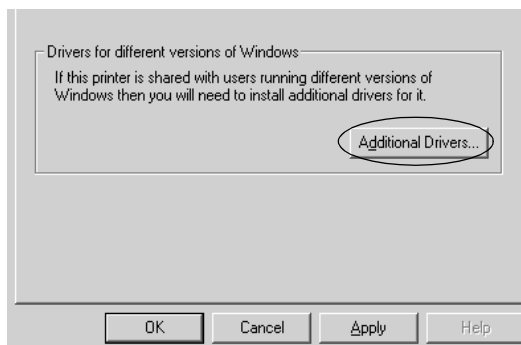 Drivers for different versions of Windows
If this printer is shared with users running different versions of
Windows then you will need to install additional drivers for it.
Additional Drivers...
OK
Cancel
Apply
Help